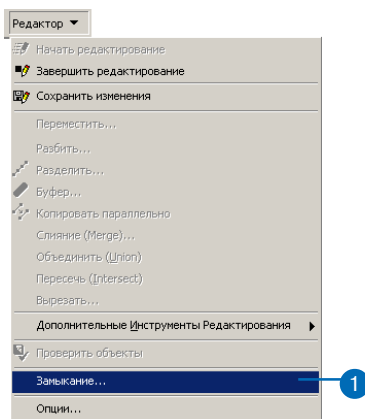 Редактор
Начать редактирование
Завершить редактирование
Сохранить изменения
Переместить...
Разбить...
Разделить...
Буфер...
Копировать параллельно
Слияние (Merge)...
Объединить (Union)
Пересечь (Intersect)
Вырезать...
Дополнительные Инструменты Редактирования
Проверить объекты
Замыкание...
1
Опции...